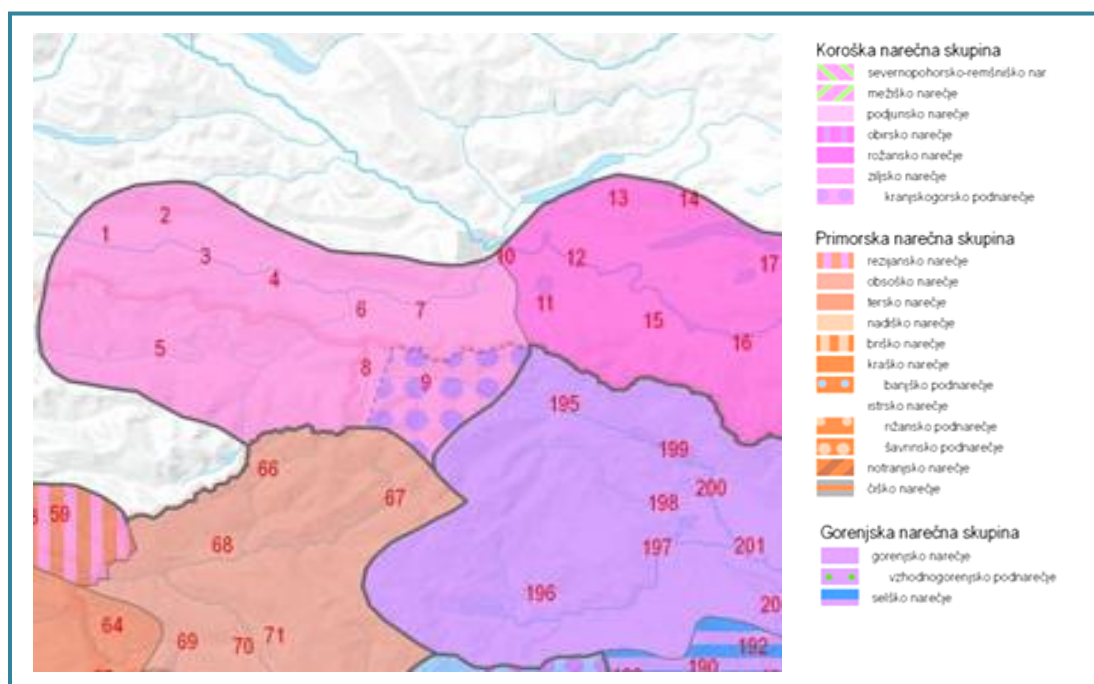 Koroška narečna skupina
severnopohorsko-remšniško nar
mežiško narečje
podjunsko narečje
obirsko narečje
rožansko narečje
ziljsko narečje
kranjskogorsko podnarečje
Primorska narečna skupina
rezijansko narečje
obsoško narečje
tersko narečje
nadiško narečje
briško narečje
kraško narečje
banjško podnarečje
istrsko narečje
rižansko podnarečje
šavrinsko podnarečje
notranjsko narečje
čiško narečje
Gorenjska narečna skupina
gorenjsko narečje
vzhodnogorenjsko podnarečje
selško narečje
13 14
2
1
3
10 12
17
4
11
6 7
15
16
5
8
9
195
199
66
67
200
198
59
68
197
201
196
20
64
69 70 71
192
190